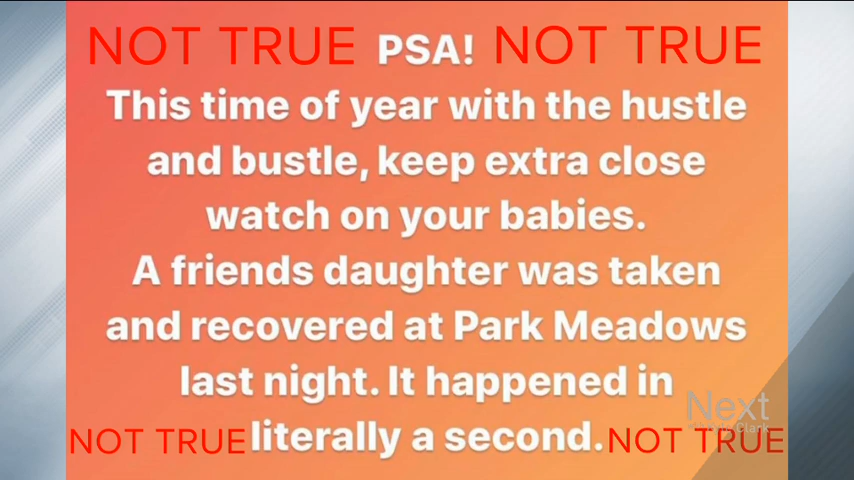 NOT TRUE PSA! NOT TRUE
This time of year with the hustle
and bustle, keep extra close
watch on your babies.
A friends daughter was taken
and recovered at Park Meadows
last night. It happened in
NOT TRUE literally a second. NOT TRUE
Next
Clark